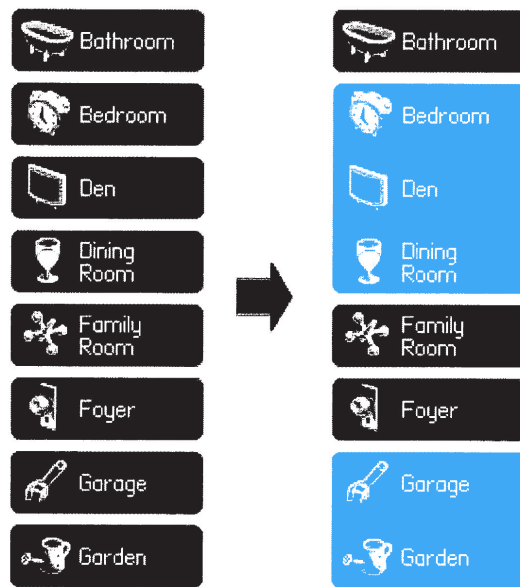 Bathroom
Bedroom
Den
Dining
Room
Family
Room
Foyer
Garage
Garden
Bathroom
Bedroom
Den
Dining
Room
Family
Room
Foyer
Garage
Garden